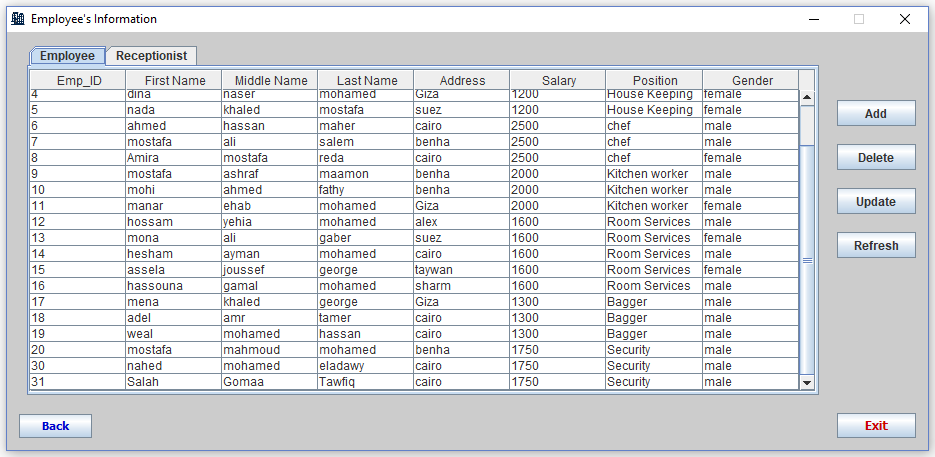 Employee's Information
Employee Receptionist
Emp_ID First Name Middle Name Last Name Address Salary Position Gender
4 dina naser mohamed Giza 1200 House Keeping female
5 nada khaled mostafa suez 1200 House Keeping female
6 ahmed hassan maher cairo 2500 chef male
7 mostafa ali salem benha 2500 chef male
8 Amira mostafa reda cairo 2500 chef female
9 mostafa ashraf maamon benha 2000 Kitchen worker male
10 mohi ahmed fathy benha 2000 Kitchen worker male
11 manar ehab mohamed Giza 2000 Kitchen worker female
12 hossam yehia mohamed alex 1600 Room Services male
13 mona ali gaber suez 1600 Room Services female
14 hesham ayman mohamed cairo 1600 Room Services male
15 assela joussef george taywan 1600 Room Services female
16 hassouna gamal mohamed sharm 1600 Room Services male
17 mena khaled george Giza 1300 Bagger male
18 adel amr tamer cairo 1300 Bagger male
19 weal mohamed hassan cairo 1300 Bagger male
20 mostafa mahmoud mohamed benha 1750 Security male
30 nahed mohamed eladawy cairo 1750 Security male
31 Salah Gomaa Tawfiq cairo 1750 Security male
Add
Delete
Update
Refresh
Back
Exit